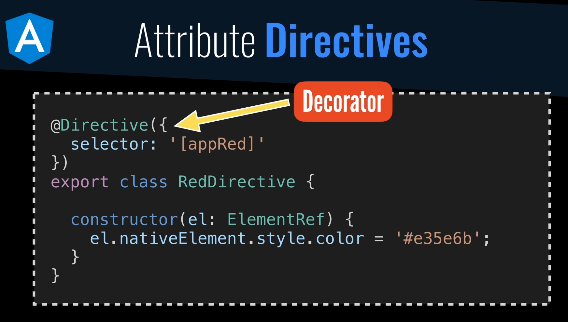 A
Attribute Directives
Decorator
@Directive({
  selector: '[appRed]'
})
export class RedDirective {

  constructor(el: ElementRef) {
    el.nativeElement.style.color = '#e35e6b';
  }
}